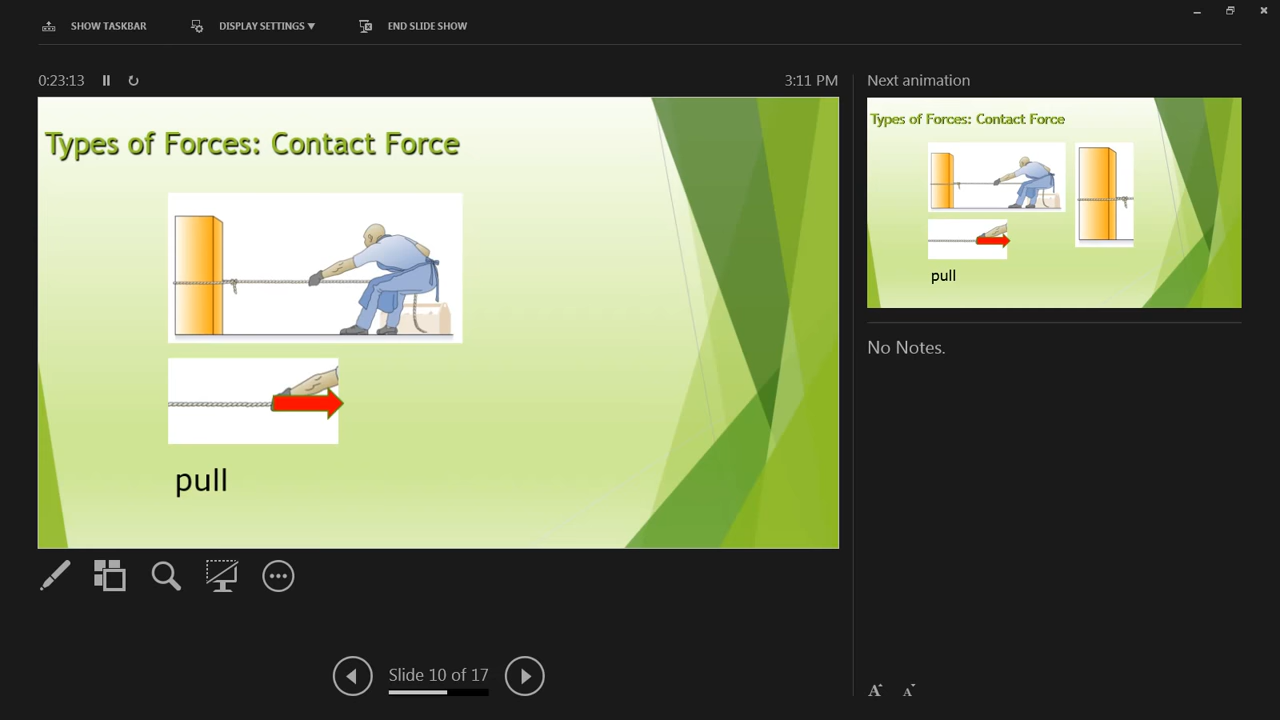 SHOW TASKBAR DISPLAY SETTINGS ▼ END SLIDE SHOW
0:23:13 3:11 PM
Types of Forces: Contact Force
pull
Next animation
Types of Forces: Contact Force
pull
No Notes.
Slide 10 of 17
A A